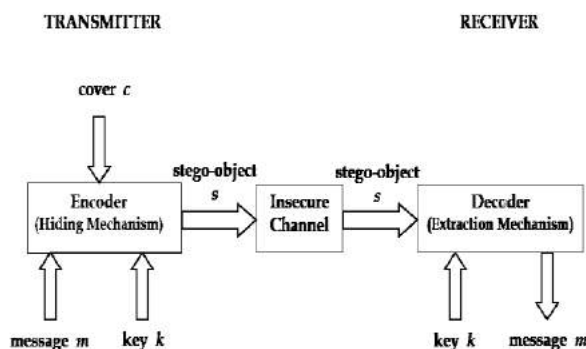 TRANSMITTER
RECEIVER
cover c
stego-object
s
stego-object
s
Encoder
(Hiding Mechanism)
Insecure
Channel
Decoder
(Extraction Mechanism)
message m
key k
key k
message m